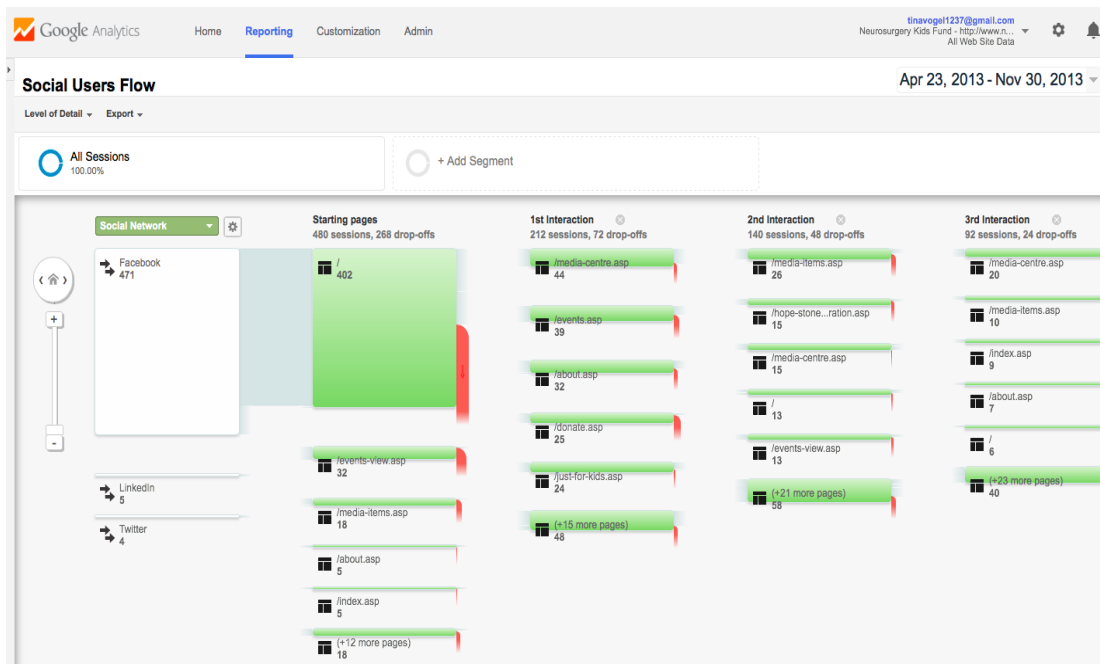 Google Analytics
Home Reporting Customization Admin
tinavogel1237@gmail.com
Neurosurgery Kids Fund - http://www.n...
All Web Site Data
Social Users Flow
Apr 23, 2013 - Nov 30, 2013
Level of Detail Export
All Sessions
100.00%
+ Add Segment
Social Network
Facebook
471
LinkedIn
5
Twitter
4
+
-
Starting pages
480 sessions, 268 drop-offs
/
402
/events-view.asp
32
/media-items.asp
18
/about.asp
5
/index.asp
5
(+12 more pages)
18
1st Interaction
212 sessions, 72 drop-offs
/media-centre.asp
44
/events.asp
39
/about.asp
32
/donate.asp
25
/just-for-kids.asp
24
(+15 more pages)
48
2nd Interaction
140 sessions, 48 drop-offs
/media-items.asp
26
/hope-stone...ration.asp
15
/media-centre.asp
15
/
13
/events-view.asp
13
(+21 more pages)
58
3rd Interaction
92 sessions, 24 drop-offs
/media-centre.asp
20
/media-items.asp
10
/index.asp
9
/about.asp
7
/
6
(+23 more pages)
40